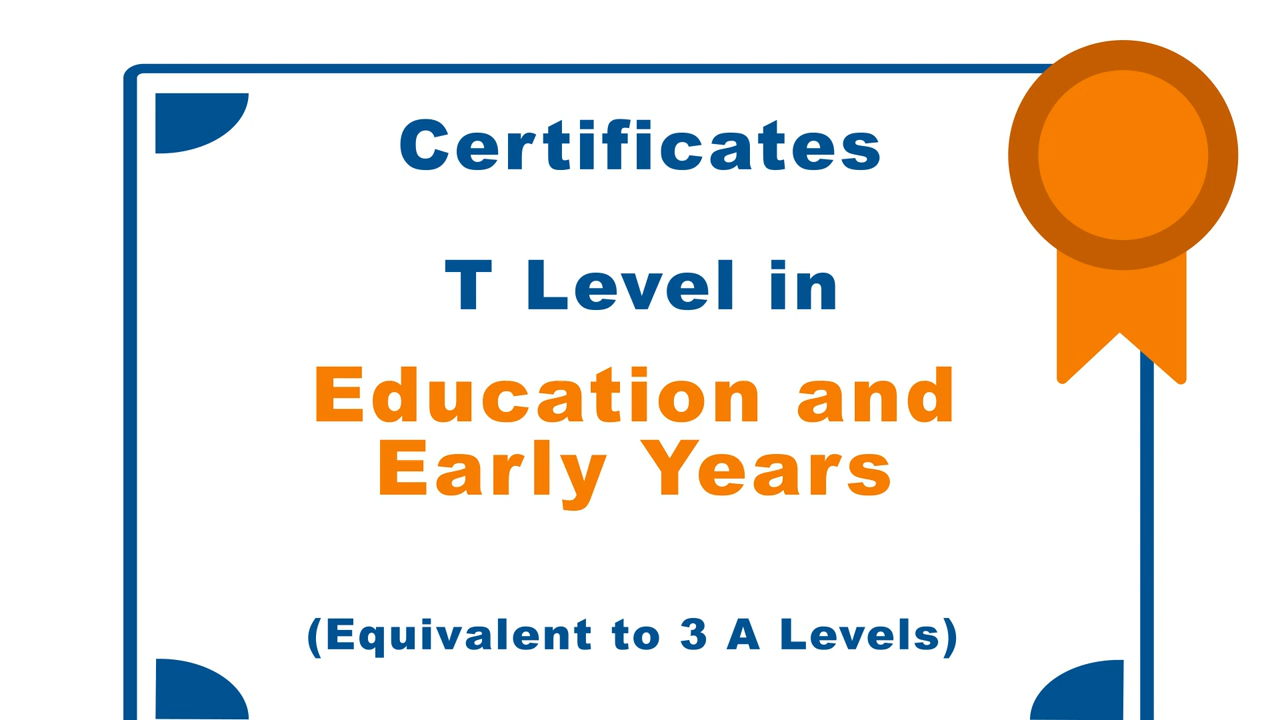 Certificates
T Level in
Education and
Early Years
(Equivalent to 3 A Levels)